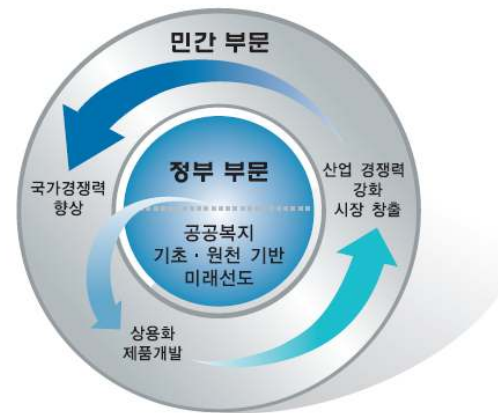 민간 부문
정부 부문
공공복지
기초 · 원천 기반
미래선도
국가경쟁력
향상
산업 경쟁력
강화
시장 창출
상용화
제품개발